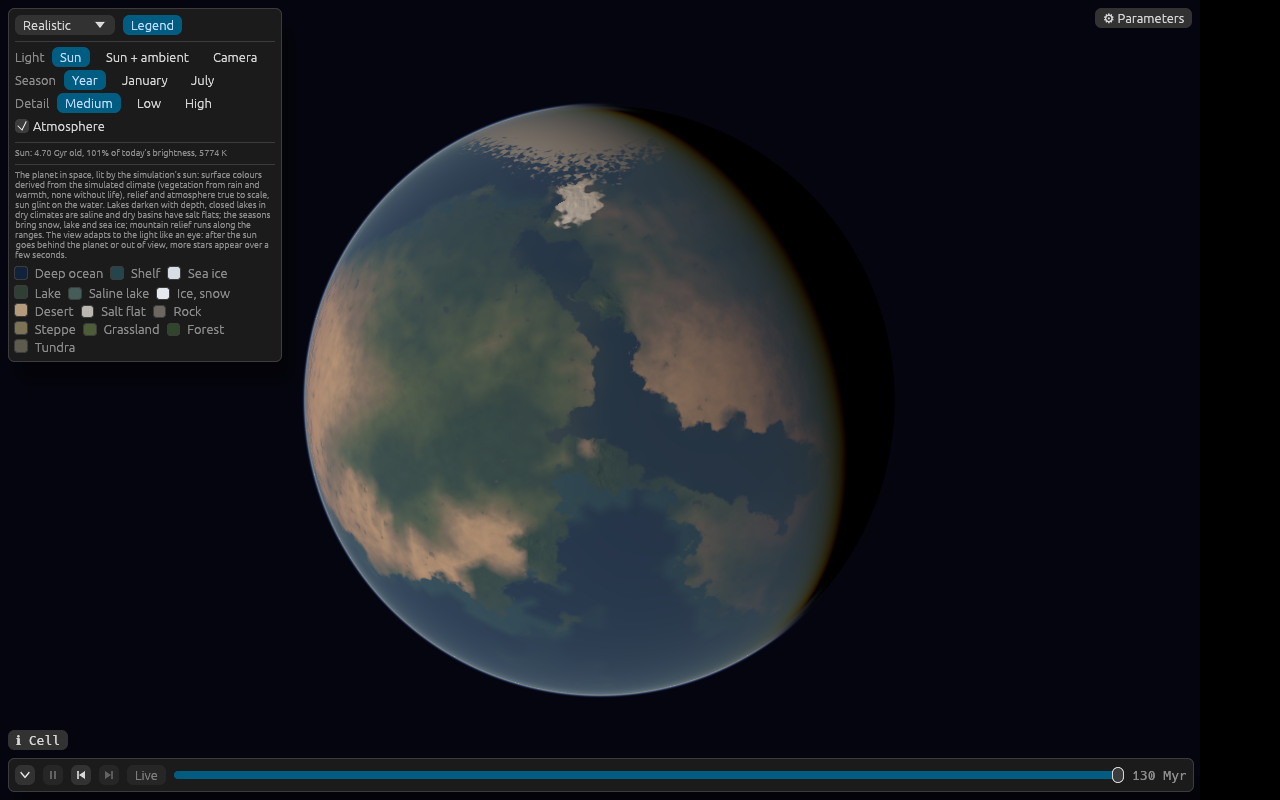 Realistic
Legend
⚙ Parameters
Light Sun Sun + ambient Camera
Season Year January July
Detail Medium Low High
Atmosphere
Sun: 4.70 Gyr old, 101% of today's brightness, 5774 K
The planet in space, lit by the simulation's sun: surface colours
derived from the simulated climate (vegetation from rain and
warmth, none without life), relief and atmosphere true to scale,
sun glint on the water. Lakes darken with depth, closed lakes in
dry climates are saline and dry basins have salt flats; the seasons
bring snow, lake and sea ice; mountain relief runs along the
ranges. The view adapts to the light like an eye: after the sun
goes behind the planet or out of view, more stars appear over a
few seconds.
Deep ocean Shelf Sea ice
Lake Saline lake Ice, snow
Desert Salt flat Rock
Steppe Grassland Forest
Tundra
ℹ Cell
Live 130 Myr